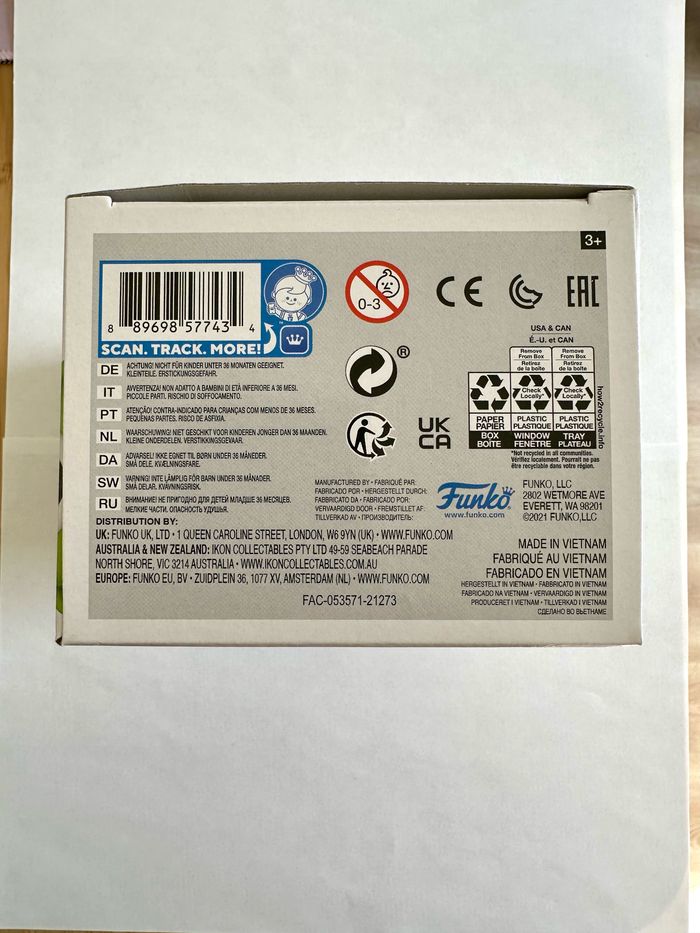 3+
8 89698 57743 4
SCAN. TRACK. MORE!
0-3
CE
EAC
®
UK
CA
USA & CAN
É.-U. et CAN
Remove From Box
Retirez de la boîte
Remove From Box
Retirez de la boîte
Check Locally*
Check Locally*
PAPER
PAPIER
BOX
BOÎTE
PLASTIC
PLASTIQUE
WINDOW
FENÊTRE
PLASTIC
PLASTIQUE
TRAY
PLATEAU
*Not recycled in all communities.
Vérifiez localement. Pourrait ne pas
être recyclable dans votre région.
how2recycle.info
DE ACHTUNG! NICHT FÜR KINDER UNTER 36 MONATEN GEEIGNET.
KLEINTEILE. ERSTICKUNGSGEFAHR.
IT AVVERTENZA! NON ADATTO A BAMBINI DI ETÀ INFERIORE A 36 MESI.
PICCOLE PARTI. RISCHIO DI SOFFOCAMENTO.
PT ATENÇÃO! CONTRA-INDICADO PARA CRIANÇAS COM MENOS DE 36 MESES.
PEQUENAS PARTES. RISCO DE ASFIXIA.
NL WAARSCHUWING! NIET GESCHIKT VOOR KINDEREN JONGER DAN 36 MAANDEN.
KLEINE ONDERDELEN. VERSTIKKINGSGEVAAR.
DA ADVARSEL! IKKE EGNET TIL BØRN UNDER 36 MÅNEDER.
SMÅ DELE. KVÆLNINGSFARE.
SW VARNING! INTE LÄMPLIG FÖR BARN UNDER 36 MÅNADER.
SMÅ DELAR. KVÄVNINGSRISK.
RU ВНИМАНИЕ! НЕ ПРИГОДНО ДЛЯ ДЕТЕЙ МЛАДШЕ 36 МЕСЯЦЕВ.
МЕЛКИЕ ЧАСТИ. ОПАСНОСТЬ УДУШЬЯ.
MANUFACTURED BY • FABRIQUÉ PAR:
FABRICADO POR • HERGESTELLT DURCH:
FABBRICATO DA • FABRICADO POR:
VERVAARDIGD DOOR • FREMSTILLET AF:
TILLVERKAD AV • ПРОИЗВОДИТЕЛЬ:
Funko
www.funko.com
FUNKO, LLC
2802 WETMORE AVE
EVERETT, WA 98201
©2021 FUNKO,LLC
DISTRIBUTION BY:
UK: FUNKO UK, LTD • 1 QUEEN CAROLINE STREET, LONDON, W6 9YN (UK) • WWW.FUNKO.COM
AUSTRALIA & NEW ZEALAND: IKON COLLECTABLES PTY LTD 49-59 SEABEACH PARADE
NORTH SHORE, VIC 3214 AUSTRALIA • WWW.IKONCOLLECTABLES.COM.AU
EUROPE: FUNKO EU, BV • ZUIDPLEIN 36, 1077 XV, AMSTERDAM (NL) • WWW.FUNKO.COM
FAC-053571-21273
MADE IN VIETNAM
FABRIQUÉ AU VIETNAM
FABRICADO EN VIETNAM
HERGESTELLT IN VIETNAM • FABBRICATO IN VIETNAM
FABRICADO NA VIETNAM • VERVAARDIGD IN VIETNAM
PRODUCERET I VIETNAM • TILLVERKAD I VIETNAM
СДЕЛАНО ВО ВЬЕТНАМЕ